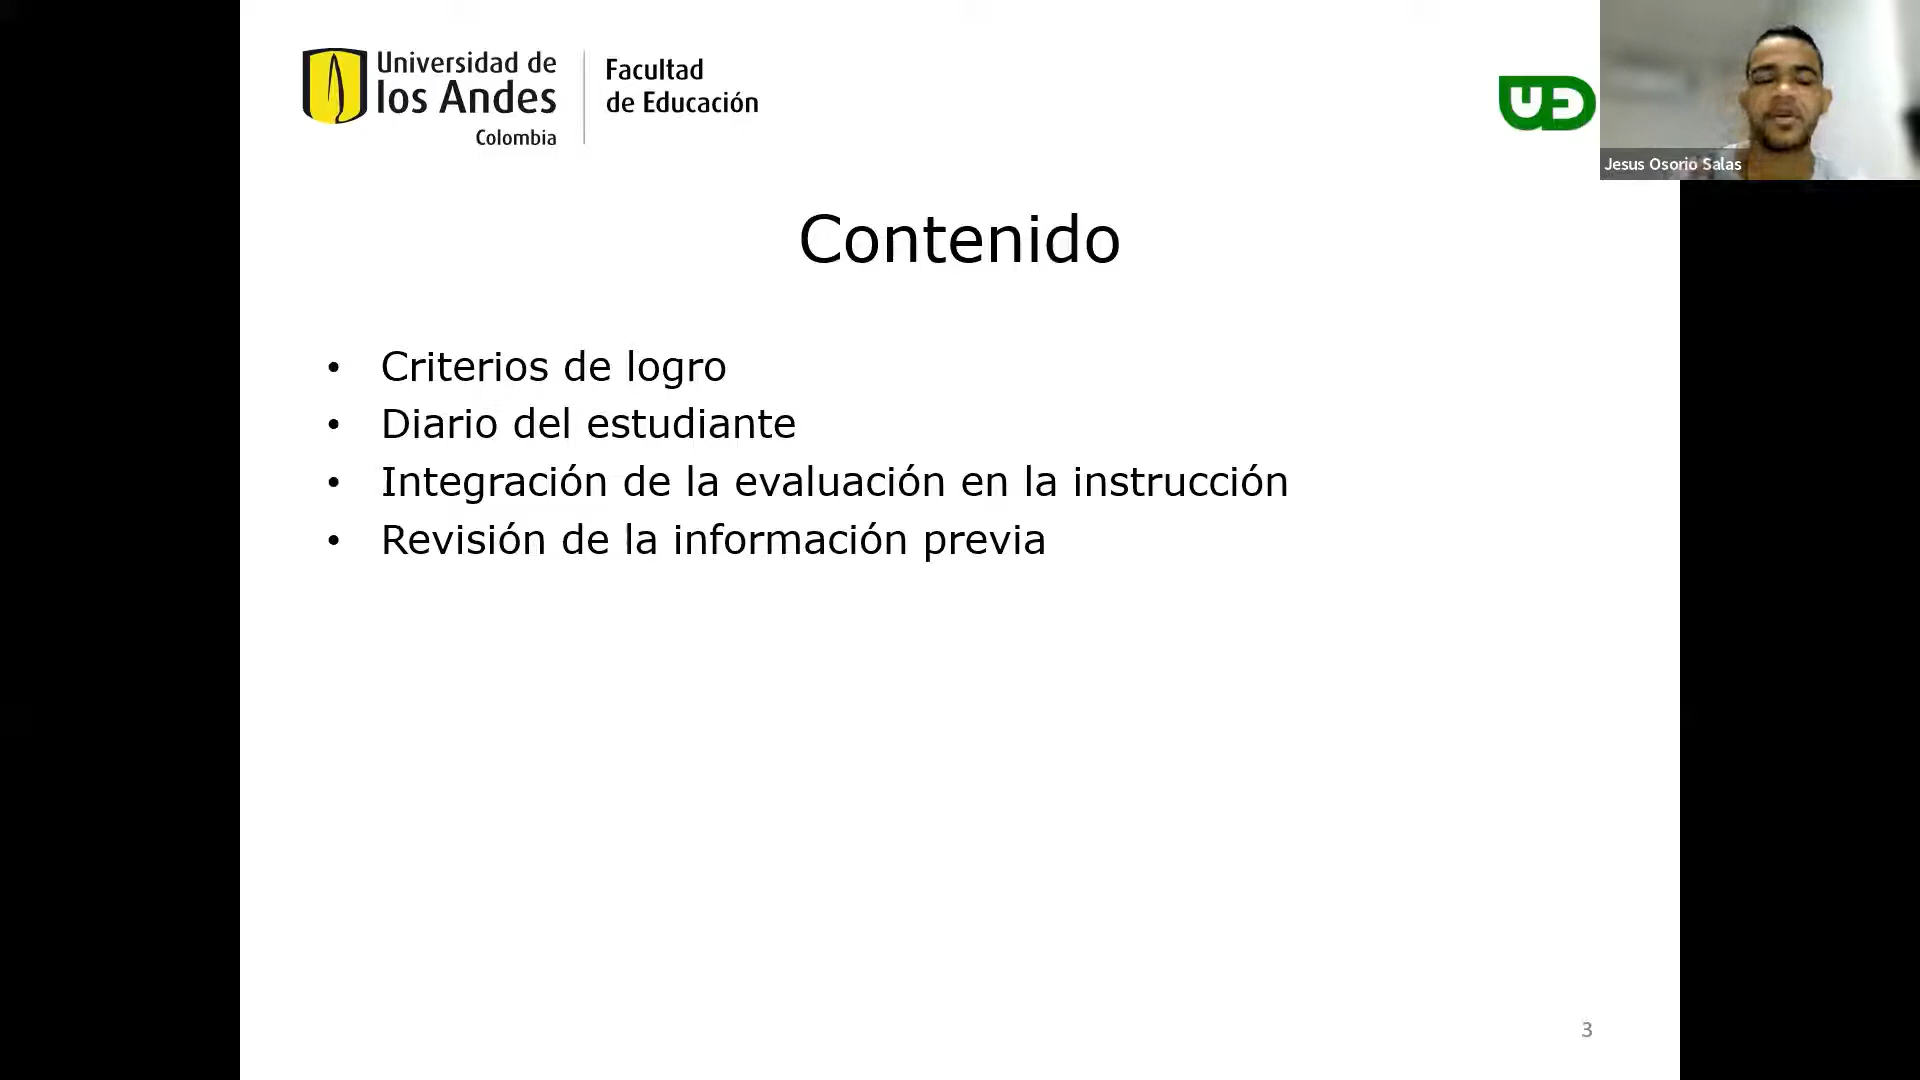 Universidad de
los Andes
Colombia
Facultad
de Educación
UED
Jesus Osorio Salas
Contenido
• Criterios de logro
• Diario del estudiante
• Integración de la evaluación en la instrucción
• Revisión de la información previa
3